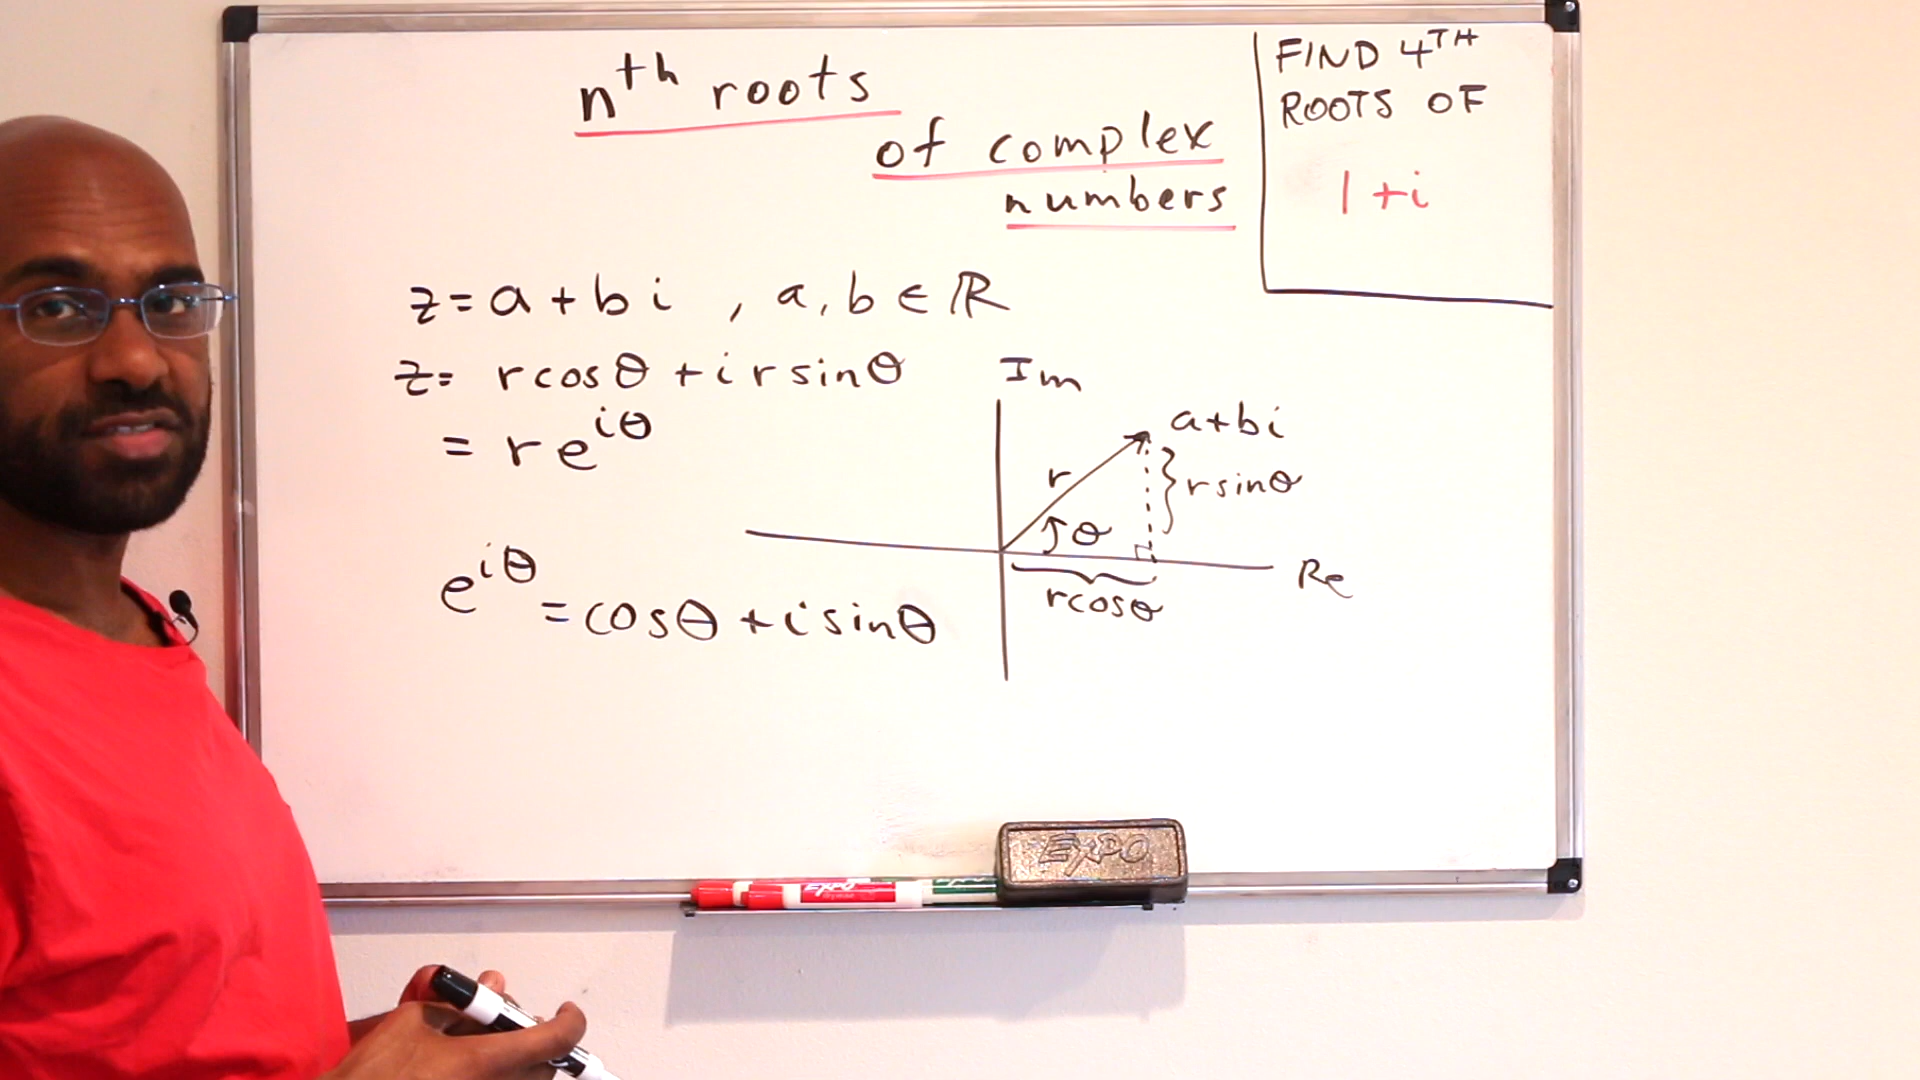 nᵗʰ roots
of complex
numbers
FIND 4ᵀᴴ
ROOTS OF
1+i
z=a+bi , a,b∈ℝ
z= rcosθ+irsinθ
= re^{iθ}
e^{iθ}
=cosθ+isinθ
Im
a+bi
r
rsinθ
θ
Re
rcosθ
EXPO
EXPO